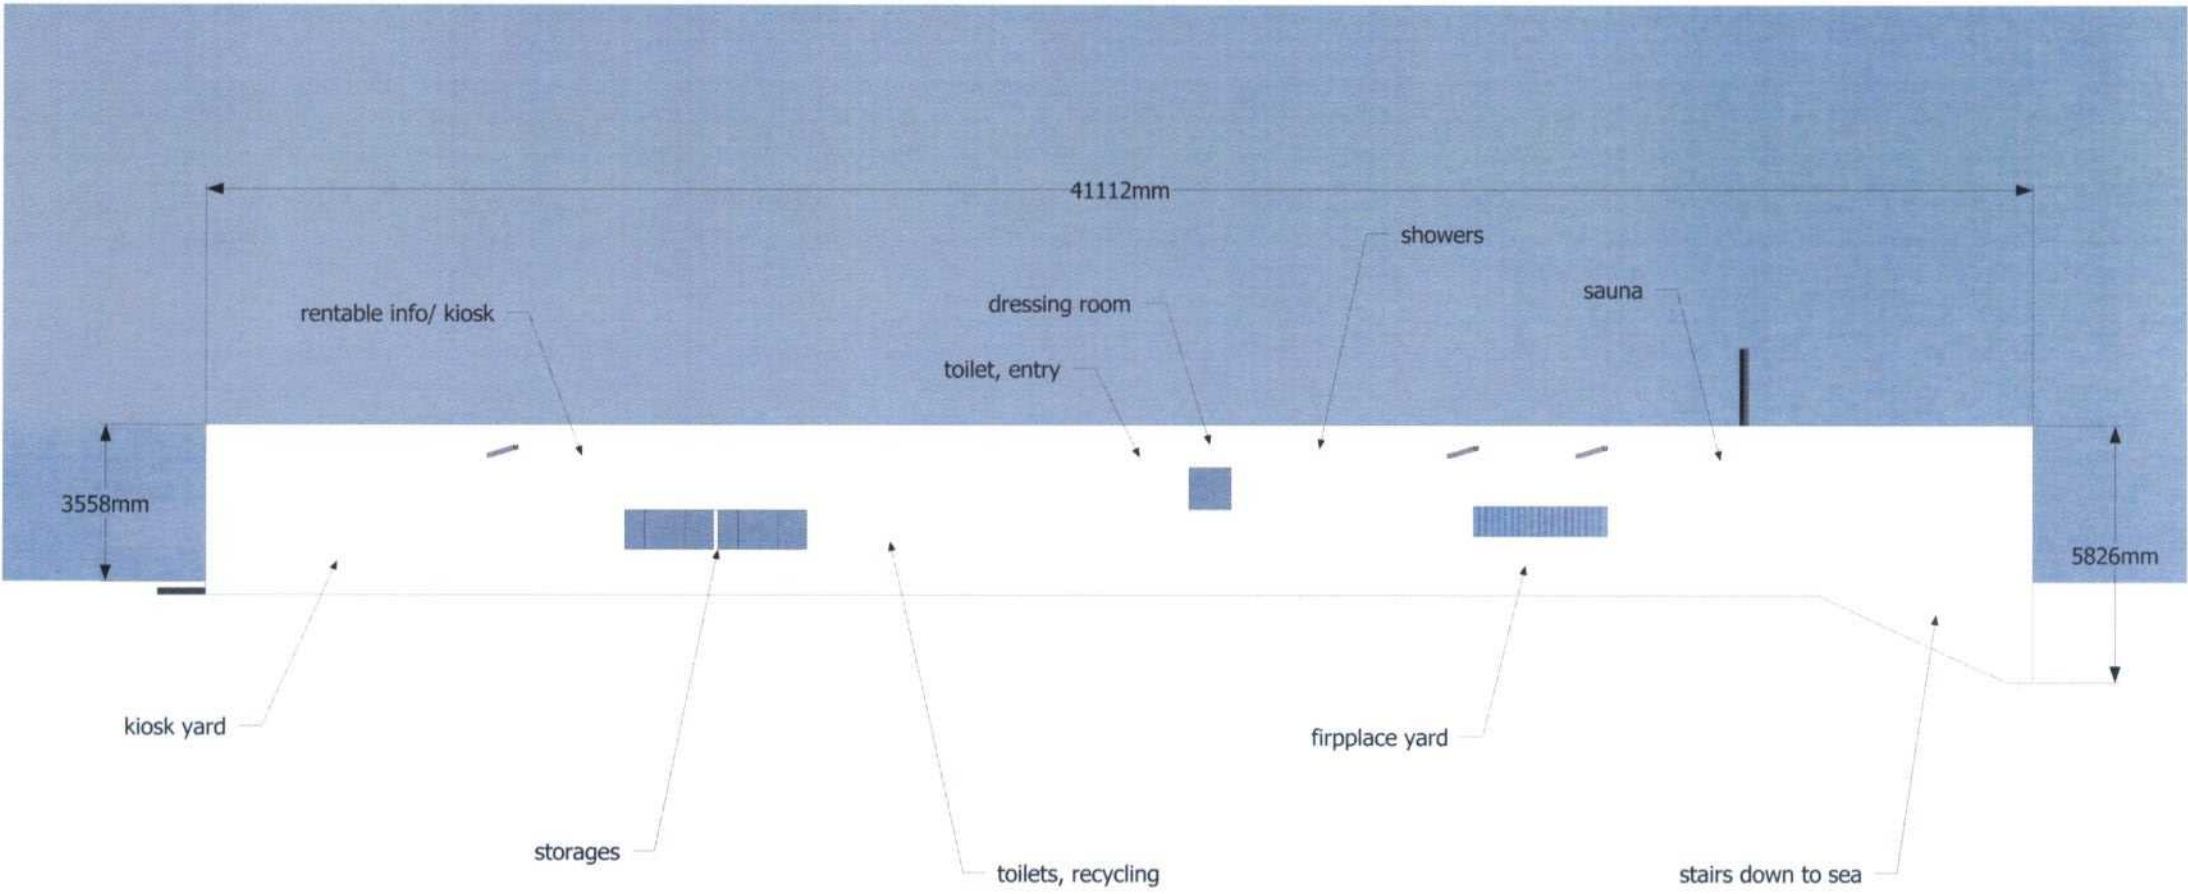 41112mm
showers
sauna
dressing room
rentable info/ kiosk
toilet, entry
3558mm
5826mm
kiosk yard
firpplace yard
storages
toilets, recycling
stairs down to sea